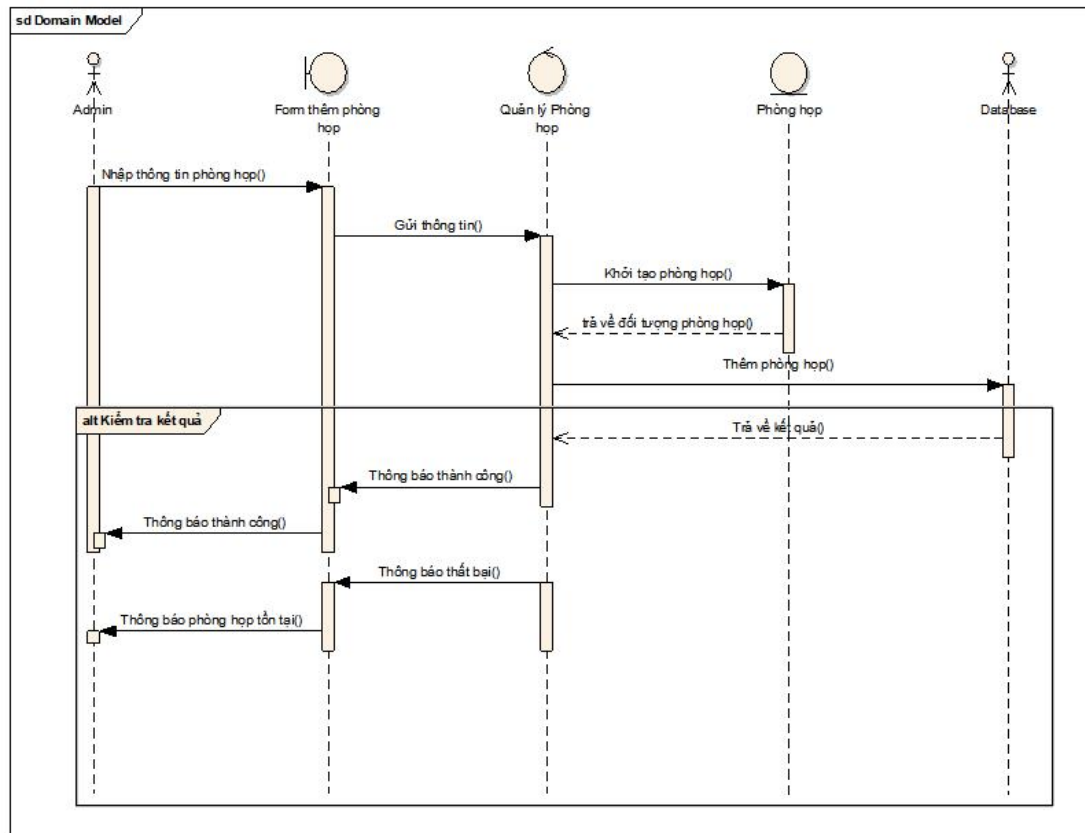 sd Domain Model
Admin
Form thêm phòng
họp
Quản lý Phòng
họp
Phòng họp
Database
Nhập thông tin phòng họp()
Gửi thông tin()
Khởi tạo phòng họp()
trả về đối tượng phòng họp()
Thêm phòng họp()
alt Kiểm tra kết quả
Trả về kết quả()
Thông báo thành công()
Thông báo thành công()
Thông báo thất bại()
Thông báo phòng họp tồn tại()